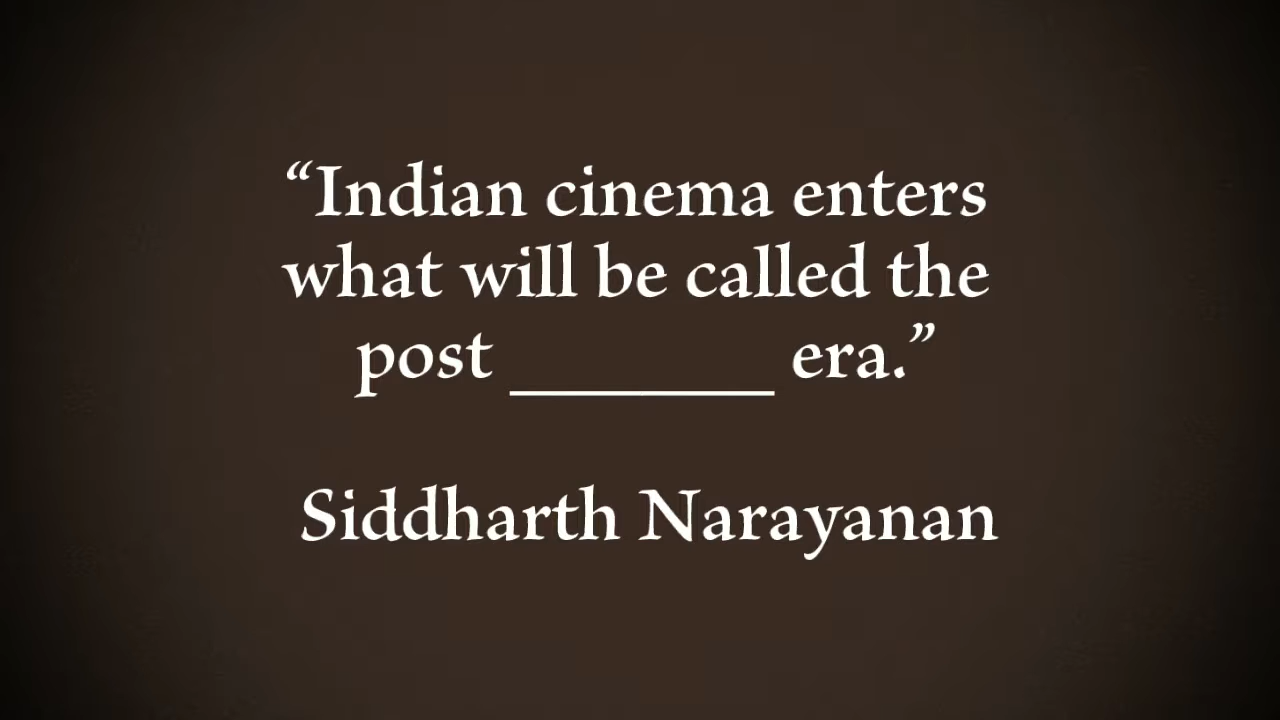 “Indian cinema enters
what will be called the
post ________ era.”
Siddharth Narayanan